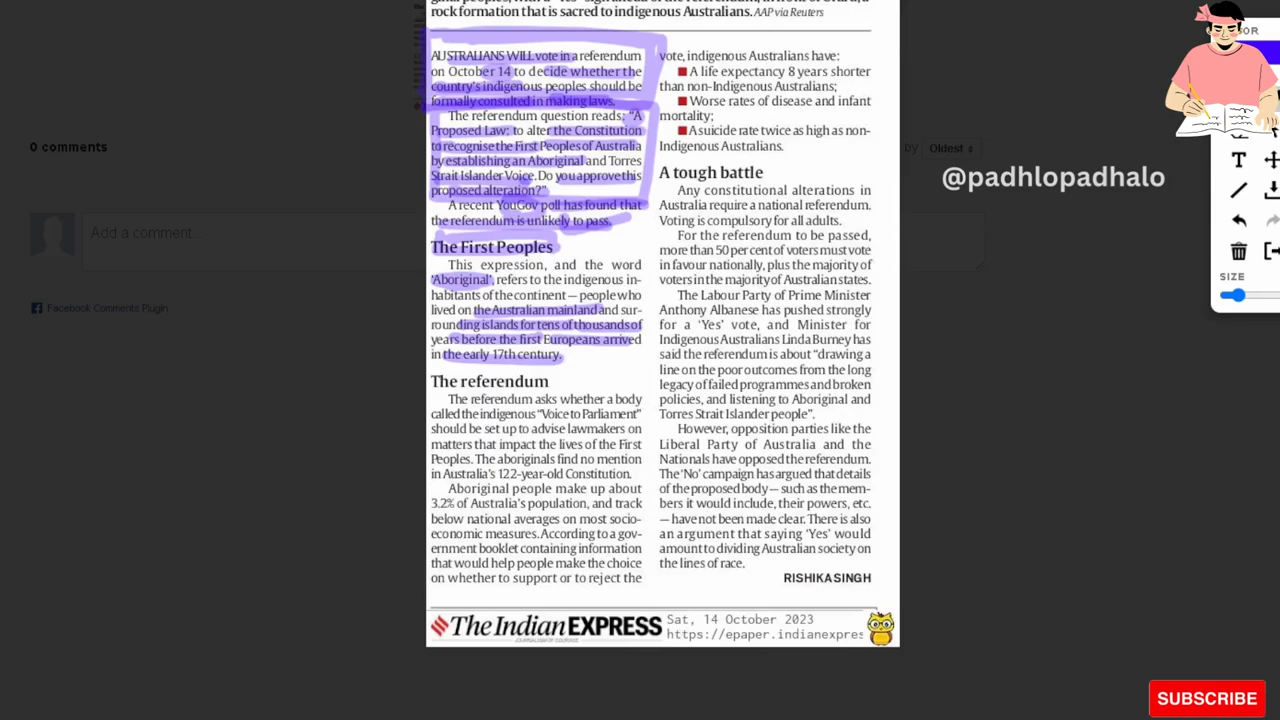 rock formation that is sacred to indigenous Australians. AAP via Reuters
AUSTRALIANS WILL vote in a referendum
on October 14 to decide whether the
country's indigenous peoples should be
formally consulted in making laws.
The referendum question reads: "A
Proposed Law: to alter the Constitution
to recognise the First Peoples of Australia
by establishing an Aboriginal and Torres
Strait Islander Voice. Do you approve this
proposed alteration?"
A recent YouGov poll has found that
the referendum is unlikely to pass.
The First Peoples
This expression, and the word
'Aboriginal', refers to the indigenous in-
habitants of the continent — people who
lived on the Australian mainland and sur-
rounding islands for tens of thousands of
years before the first Europeans arrived
in the early 17th century.
The referendum
The referendum asks whether a body
called the indigenous "Voice to Parliament"
should be set up to advise lawmakers on
matters that impact the lives of the First
Peoples. The aboriginals find no mention
in Australia's 122-year-old Constitution.
Aboriginal people make up about
3.2% of Australia's population, and track
below national averages on most socio-
economic measures. According to a gov-
ernment booklet containing information
that would help people make the choice
on whether to support or to reject the
vote, indigenous Australians have:
■ A life expectancy 8 years shorter
than non-Indigenous Australians;
■ Worse rates of disease and infant
mortality;
■ A suicide rate twice as high as non-
Indigenous Australians.
A tough battle
Any constitutional alterations in
Australia require a national referendum.
Voting is compulsory for all adults.
For the referendum to be passed,
more than 50 per cent of voters must vote
in favour nationally, plus the majority of
voters in the majority of Australian states.
The Labour Party of Prime Minister
Anthony Albanese has pushed strongly
for a 'Yes' vote, and Minister for
Indigenous Australians Linda Burney has
said the referendum is about "drawing a
line on the poor outcomes from the long
legacy of failed programmes and broken
policies, and listening to Aboriginal and
Torres Strait Islander people".
However, opposition parties like the
Liberal Party of Australia and the
Nationals have opposed the referendum.
The 'No' campaign has argued that details
of the proposed body — such as the mem-
bers it would include, their powers, etc.
— have not been made clear. There is also
an argument that saying 'Yes' would
amount to dividing Australian society on
the lines of race.
RISHIKA SINGH
The Indian EXPRESS
JOURNALISM OF COURAGE
Sat, 14 October 2023
https://epaper.indianexpres
0 comments
by Oldest
Add a comment...
Facebook Comments Plugin
@padhlopadhalo
OR
T
SIZE
SUBSCRIBE